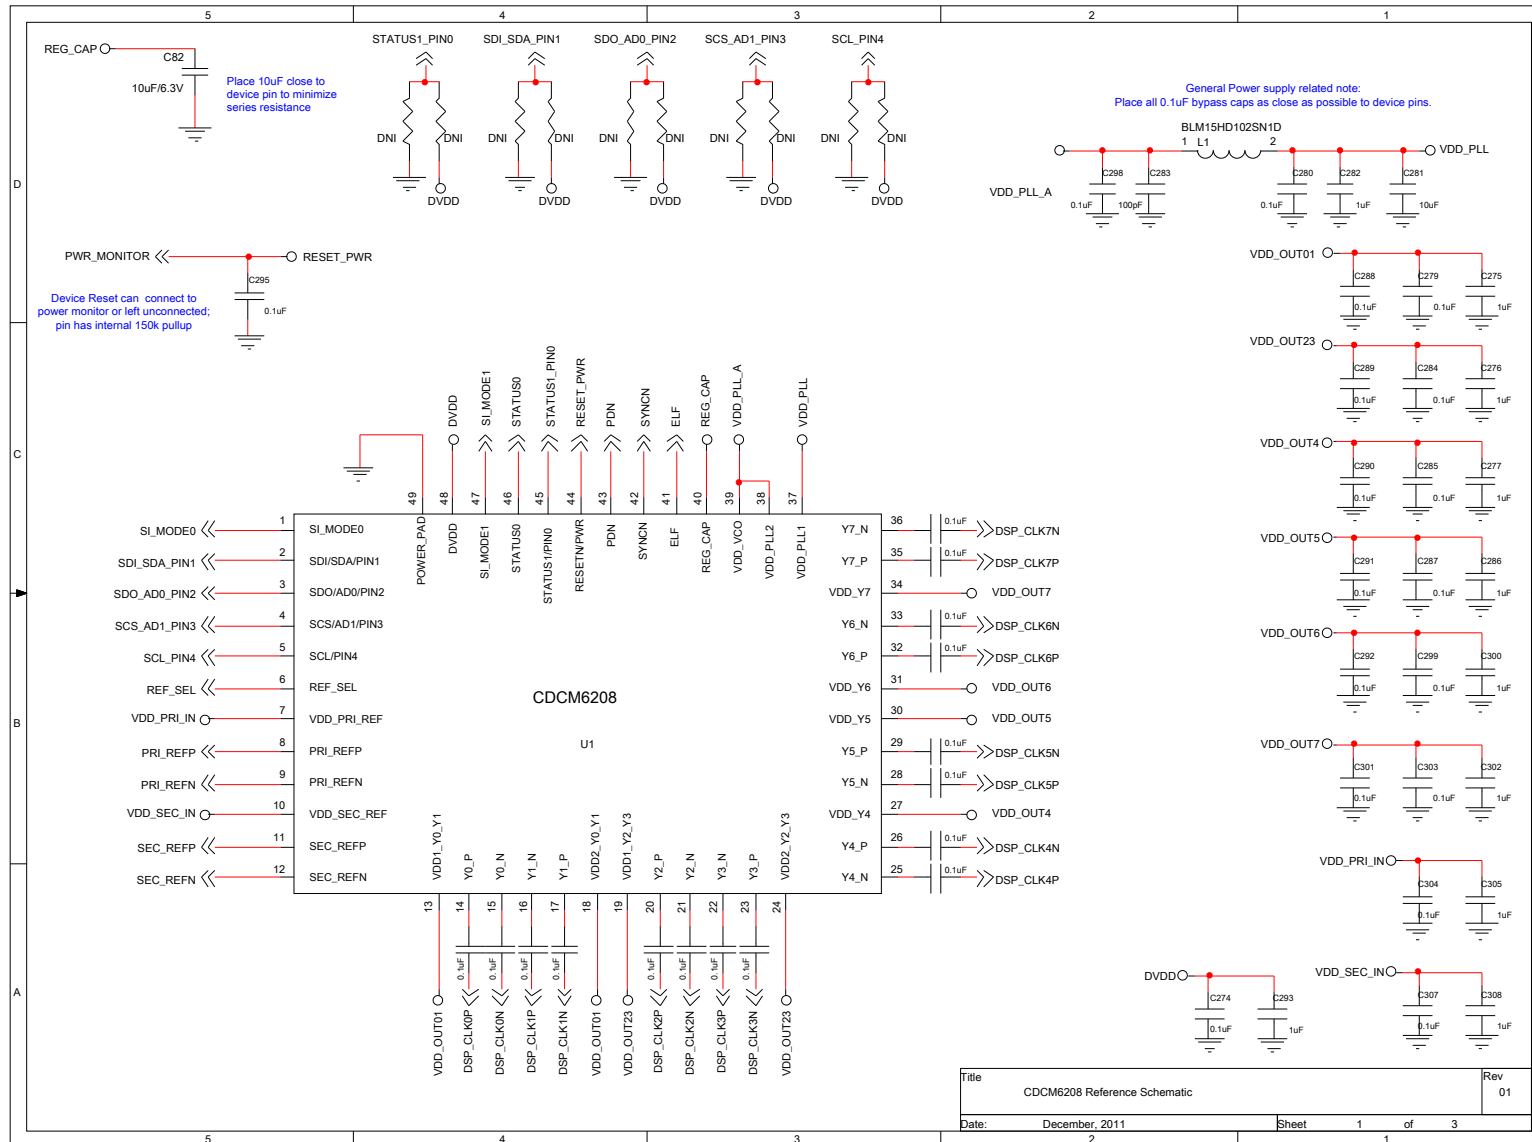 5 4 3 2 1
REG_CAP
C82
10uF/6.3V
Place 10uF close to
device pin to minimize
series resistance
STATUS1_PIN0 SDI_SDA_PIN1 SDO_AD0_PIN2 SCS_AD1_PIN3 SCL_PIN4
DNI DNI DNI DNI DNI DNI DNI DNI DNI DNI
DVDD DVDD DVDD DVDD DVDD
General Power supply related note:
Place all 0.1uF bypass caps as close as possible to device pins.
BLM15HD102SN1D
1 L1 2
VDD_PLL
VDD_PLL_A
C298 C283 C280 C282 C281
0.1uF 100pF 0.1uF 1uF 10uF
D
PWR_MONITOR RESET_PWR
C295
0.1uF
Device Reset can connect to
power monitor or left unconnected;
pin has internal 150k pullup
VDD_OUT01
C288 C279 C275
0.1uF 0.1uF 1uF
VDD_OUT23
C289 C284 C276
0.1uF 0.1uF 1uF
VDD_OUT4
C290 C285 C277
0.1uF 0.1uF 1uF
VDD_OUT5
C291 C287 C286
0.1uF 0.1uF 1uF
VDD_OUT6
C292 C299 C300
0.1uF 0.1uF 1uF
VDD_OUT7
C301 C303 C302
0.1uF 0.1uF 1uF
VDD_PRI_IN
C304 C305
0.1uF 1uF
VDD_SEC_IN
C307 C308
0.1uF 1uF
DVDD
C274 C293
0.1uF 1uF
C
DVDD SI_MODE1 STATUS0 STATUS1_PIN0 RESET_PWR PDN SYNCN ELF REG_CAP VDD_PLL_A VDD_PLL
49 48 47 46 45 44 43 42 41 40 39 38 37
POWER_PAD DVDD SI_MODE1 STATUS0 STATUS1/PIN0 RESETN/PWR PDN SYNCN ELF REG_CAP VDD_VCO VDD_PLL2 VDD_PLL1
SI_MODE0 1 SI_MODE0
SDI_SDA_PIN1 2 SDI/SDA/PIN1
SDO_AD0_PIN2 3 SDO/AD0/PIN2
SCS_AD1_PIN3 4 SCS/AD1/PIN3
SCL_PIN4 5 SCL/PIN4
REF_SEL 6 REF_SEL
VDD_PRI_IN 7 VDD_PRI_REF
PRI_REFP 8 PRI_REFP
PRI_REFN 9 PRI_REFN
VDD_SEC_IN 10 VDD_SEC_REF
SEC_REFP 11 SEC_REFP
SEC_REFN 12 SEC_REFN
B
CDCM6208
U1
Y7_N 36 0.1uF DSP_CLK7N
Y7_P 35 0.1uF DSP_CLK7P
VDD_Y7 34 VDD_OUT7
Y6_N 33 0.1uF DSP_CLK6N
Y6_P 32 0.1uF DSP_CLK6P
VDD_Y6 31 VDD_OUT6
VDD_Y5 30 VDD_OUT5
Y5_P 29 0.1uF DSP_CLK5N
Y5_N 28 0.1uF DSP_CLK5P
VDD_Y4 27 VDD_OUT4
Y4_P 26 0.1uF DSP_CLK4N
Y4_N 25 0.1uF DSP_CLK4P
VDD1_Y0_Y1 Y0_P Y0_N Y1_N Y1_P VDD2_Y0_Y1 VDD1_Y2_Y3 Y2_P Y2_N Y3_N Y3_P VDD2_Y2_Y3
13 14 15 16 17 18 19 20 21 22 23 24
0.1uF 0.1uF 0.1uF 0.1uF 0.1uF 0.1uF 0.1uF 0.1uF
VDD_OUT01 DSP_CLK0P DSP_CLK0N DSP_CLK1P DSP_CLK1N VDD_OUT01 VDD_OUT23 DSP_CLK2P DSP_CLK2N DSP_CLK3P DSP_CLK3N VDD_OUT23
A
Title
CDCM6208 Reference Schematic
Rev
01
Date: December, 2011 Sheet 1 of 3
5 4 3 2 1